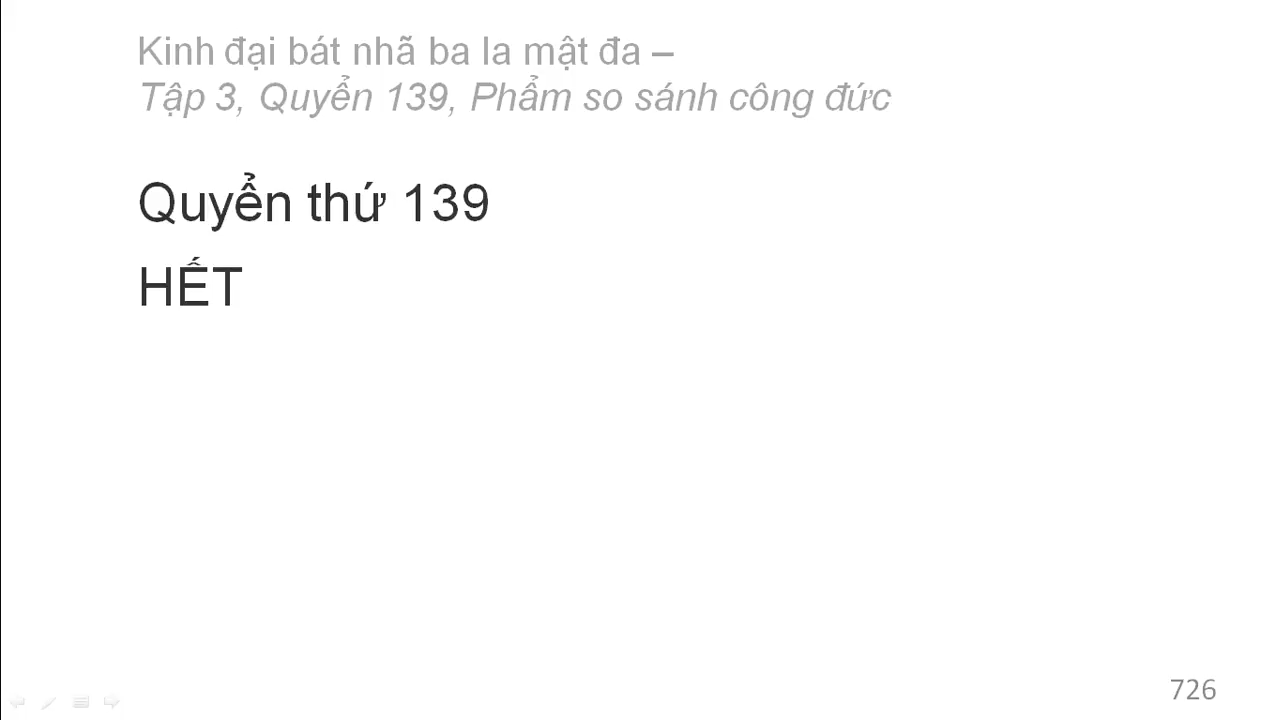 Kinh đại bát nhã ba la mật đa –
Tập 3, Quyển 139, Phẩm so sánh công đức
Quyển thứ 139
HẾT
726